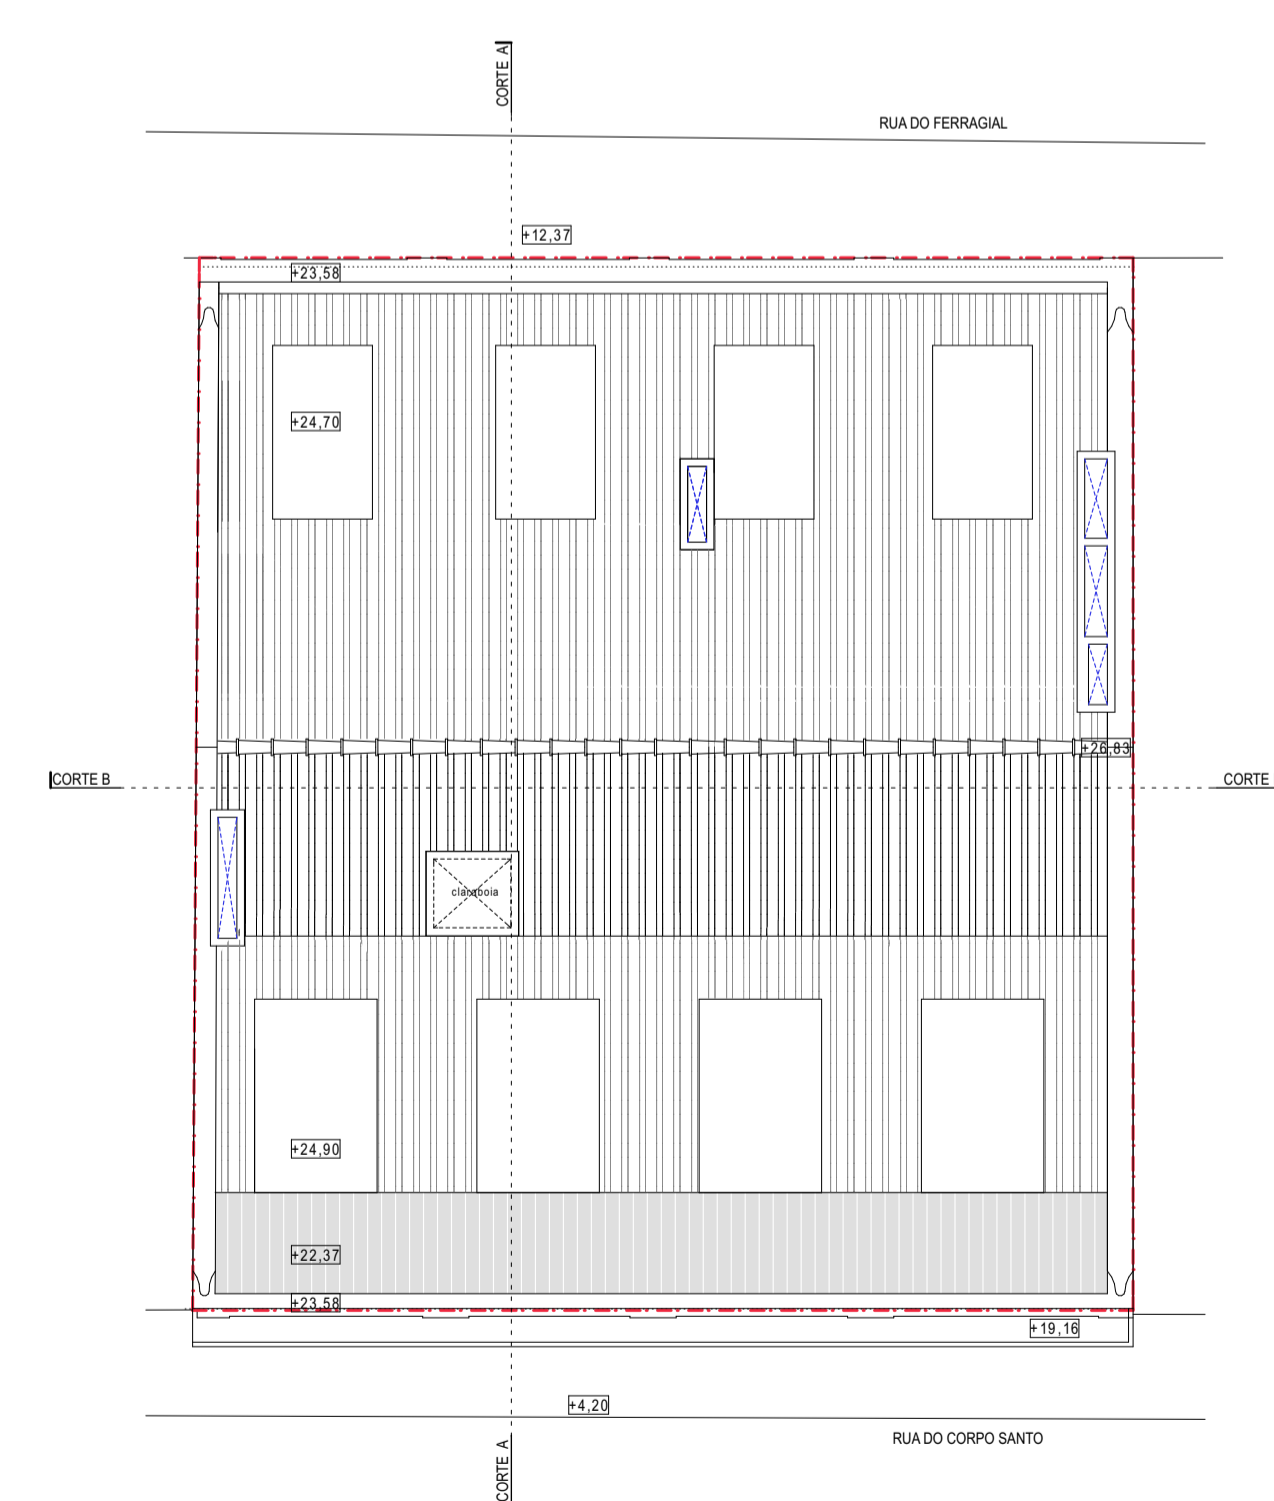 CORTE A
RUA DO FERRAGIAL
+12,37
+23,58
+24,70
+26,83
CORTE B
CORTE
claraboia
+24,90
+22,37
+23,58
+19,16
+4,20
RUA DO CORPO SANTO
CORTE A